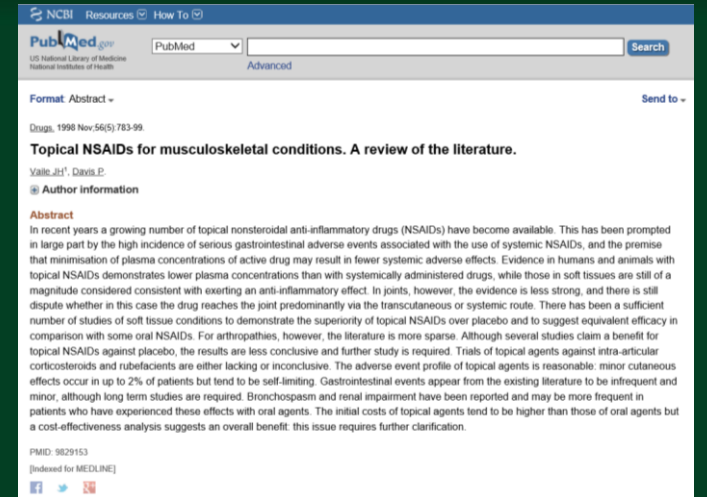 NCBI Resources How To
PubMed.gov
US National Library of Medicine
National Institutes of Health
PubMed
Search
Advanced
Format: Abstract
Send to
Drugs. 1998 Nov;56(5):783-99.
Topical NSAIDs for musculoskeletal conditions. A review of the literature.
Vaile JH1, Davis P.
Author information
Abstract
In recent years a growing number of topical nonsteroidal anti-inflammatory drugs (NSAIDs) have become available. This has been prompted
in large part by the high incidence of serious gastrointestinal adverse events associated with the use of systemic NSAIDs, and the premise
that minimisation of plasma concentrations of active drug may result in fewer systemic adverse effects. Evidence in humans and animals with
topical NSAIDs demonstrates lower plasma concentrations than with systemically administered drugs, while those in soft tissues are still of a
magnitude considered consistent with exerting an anti-inflammatory effect. In joints, however, the evidence is less strong, and there is still
dispute whether in this case the drug reaches the joint predominantly via the transcutaneous or systemic route. There has been a sufficient
number of studies of soft tissue conditions to demonstrate the superiority of topical NSAIDs over placebo and to suggest equivalent efficacy in
comparison with some oral NSAIDs. For arthropathies, however, the literature is more sparse. Although several studies claim a benefit for
topical NSAIDs against placebo, the results are less conclusive and further study is required. Trials of topical agents against intra-articular
corticosteroids and rubefacients are either lacking or inconclusive. The adverse event profile of topical agents is reasonable: minor cutaneous
effects occur in up to 2% of patients but tend to be self-limiting. Gastrointestinal events appear from the existing literature to be infrequent and
minor, although long term studies are required. Bronchospasm and renal impairment have been reported and may be more frequent in
patients who have experienced these effects with oral agents. The initial costs of topical agents tend to be higher than those of oral agents but
a cost-effectiveness analysis suggests an overall benefit: this issue requires further clarification.
PMID: 9829153
[Indexed for MEDLINE]